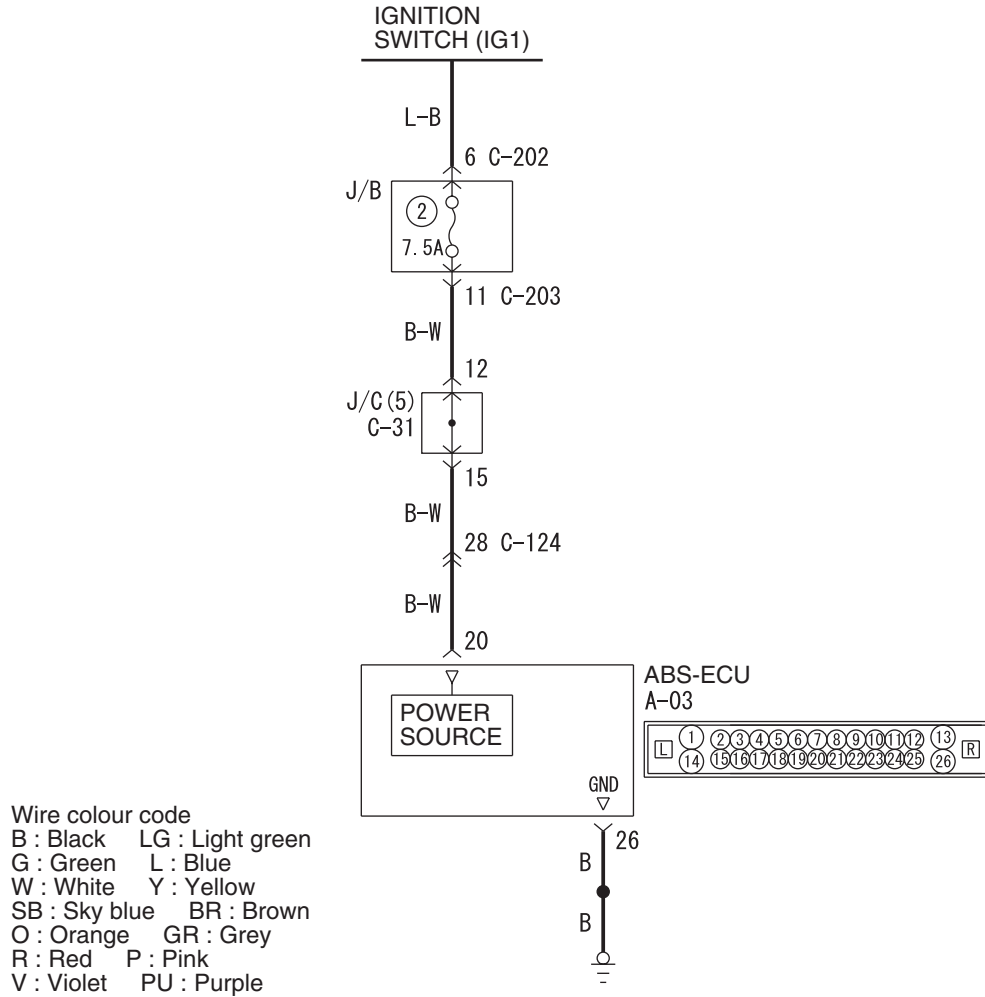 IGNITION
SWITCH (IG1)
L-B
6 C-202
J/B
2
7.5A
11 C-203
B-W
12
J/C(5)
C-31
15
B-W
28 C-124
B-W
20
ABS-ECU
A-03
POWER
SOURCE
L 1 2 3 4 5 6 7 8 9 10 11 12 13 R
14 15 16 17 18 19 20 21 22 23 24 25 26
GND
26
B
B
Wire colour code
B : Black LG : Light green
G : Green L : Blue
W : White Y : Yellow
SB : Sky blue BR : Brown
O : Orange GR : Grey
R : Red P : Pink
V : Violet PU : Purple